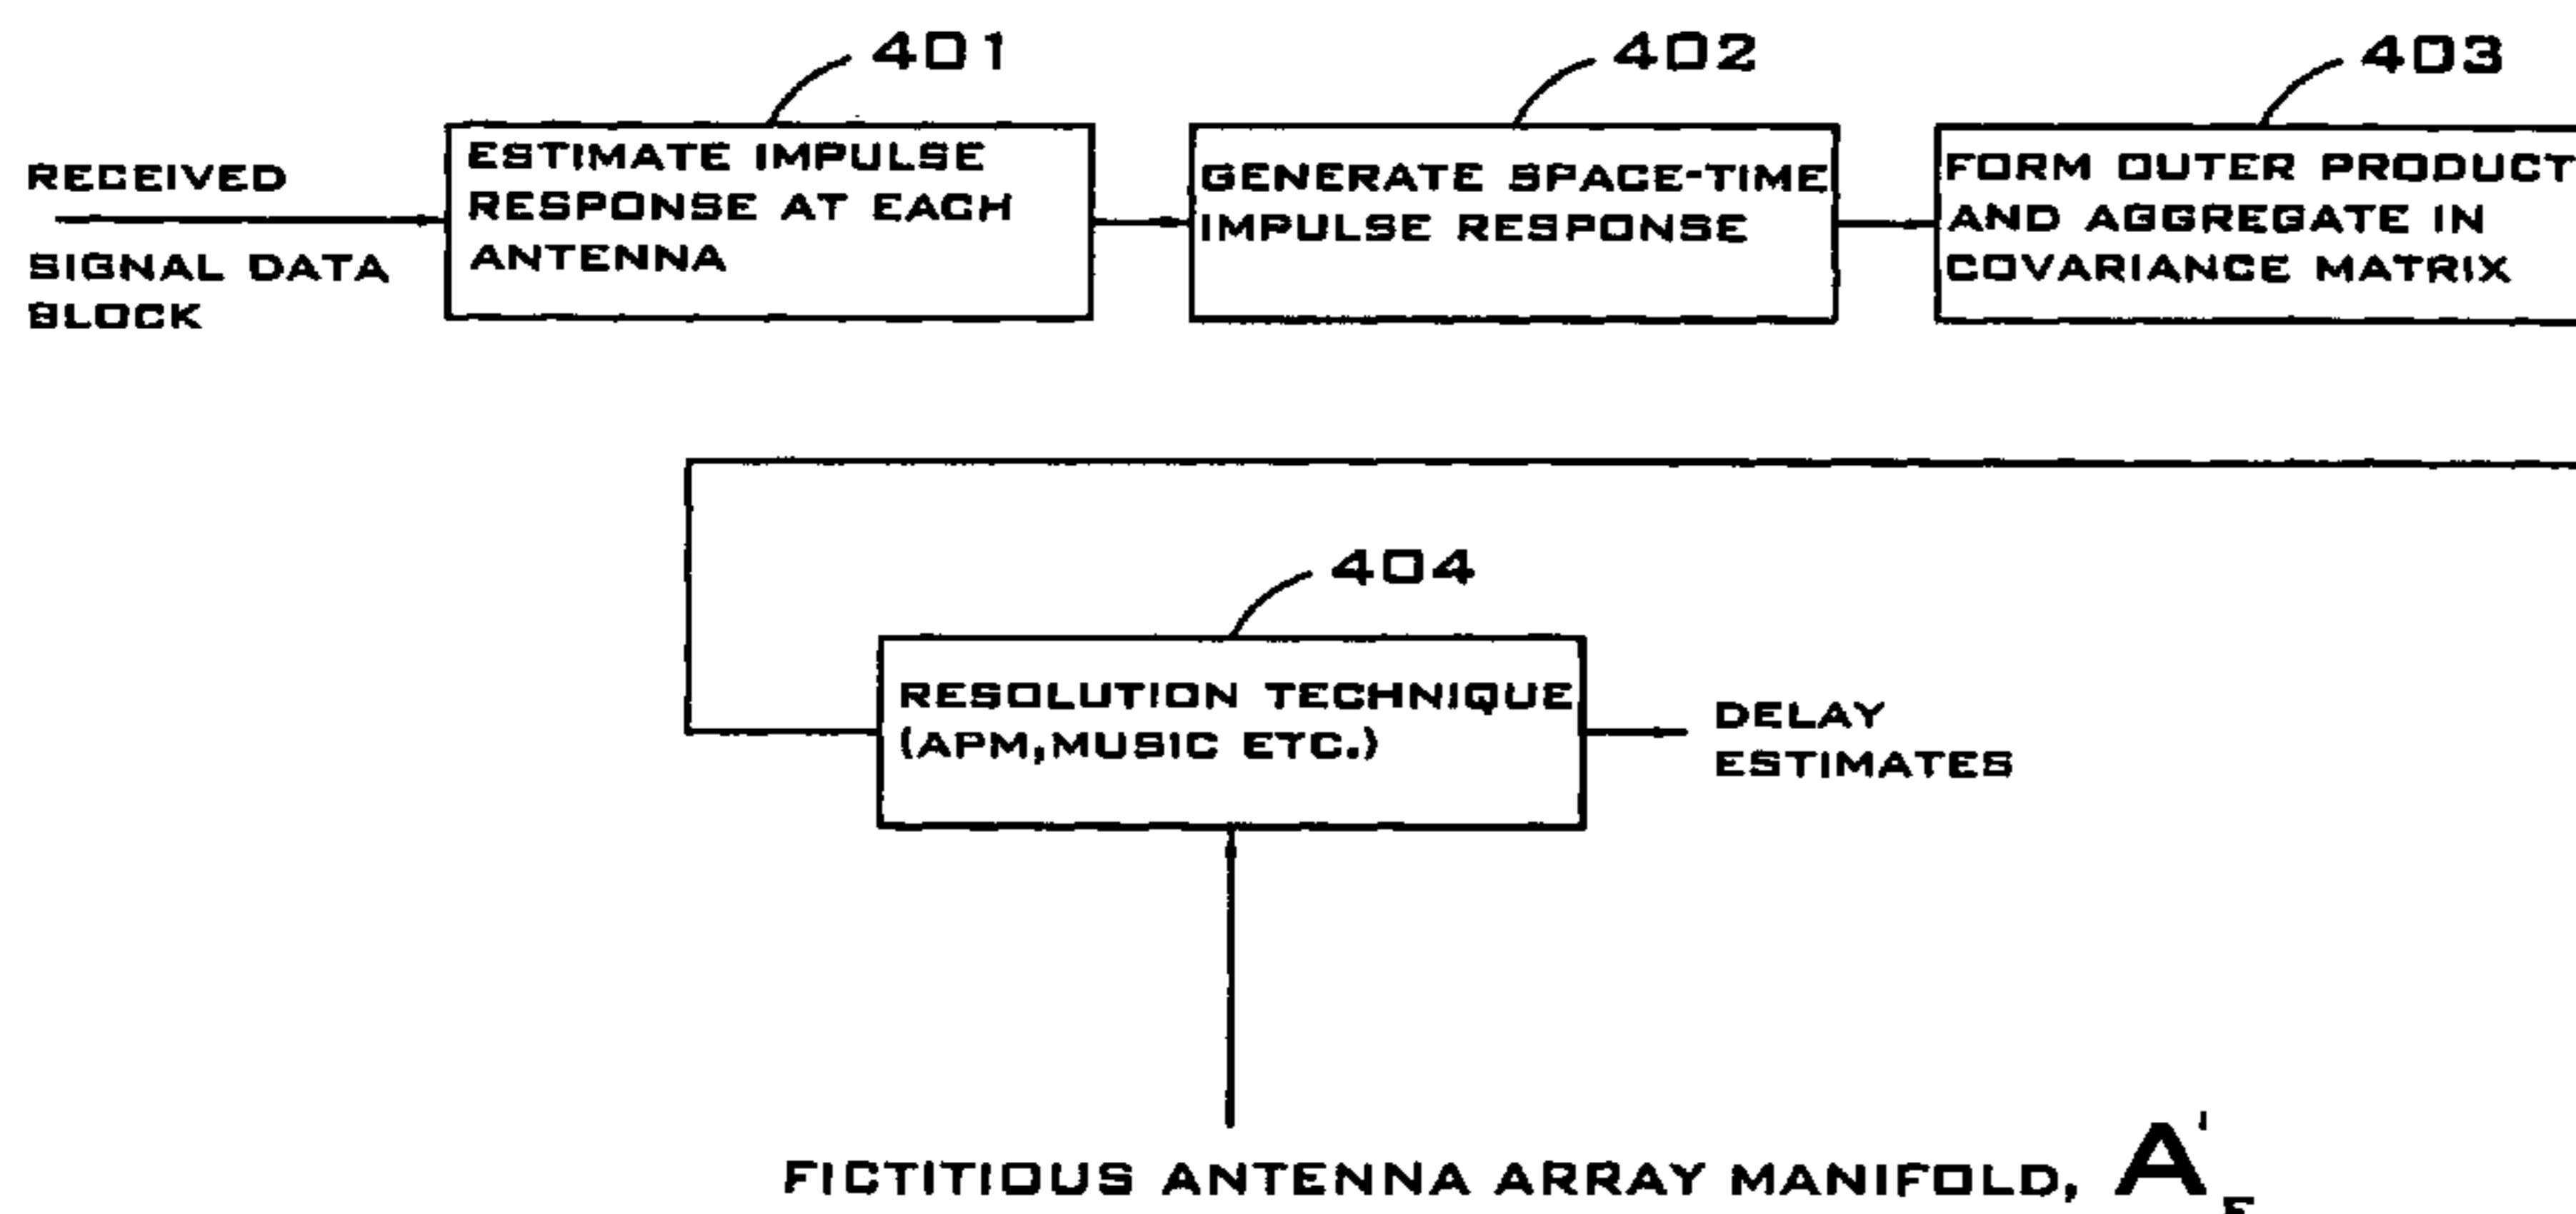 401
402
403
RECEIVED
SIGNAL DATA
BLOCK
ESTIMATE IMPULSE
RESPONSE AT EACH
ANTENNA
GENERATE SPACE-TIME
IMPULSE RESPONSE
FORM OUTER PRODUCT
AND AGGREGATE IN
COVARIANCE MATRIX
404
RESOLUTION TECHNIQUE
(APM,MUSIC ETC.)
DELAY
ESTIMATES
FICTITIOUS ANTENNA ARRAY MANIFOLD, A'